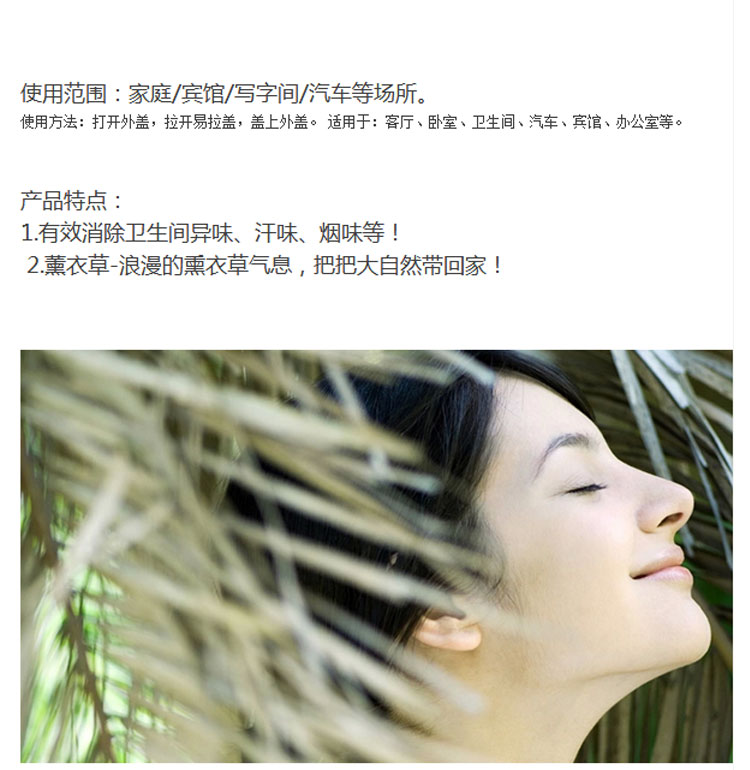 使用范围：家庭/宾馆/写字间/汽车等场所。
使用方法：打开外盖，拉开易拉盖，盖上外盖。 适用于：客厅、卧室、卫生间、汽车、宾馆、办公室等。
产品特点：
1.有效消除卫生间异味、汗味、烟味等！
2.薰衣草-浪漫的熏衣草气息，把把大自然带回家！